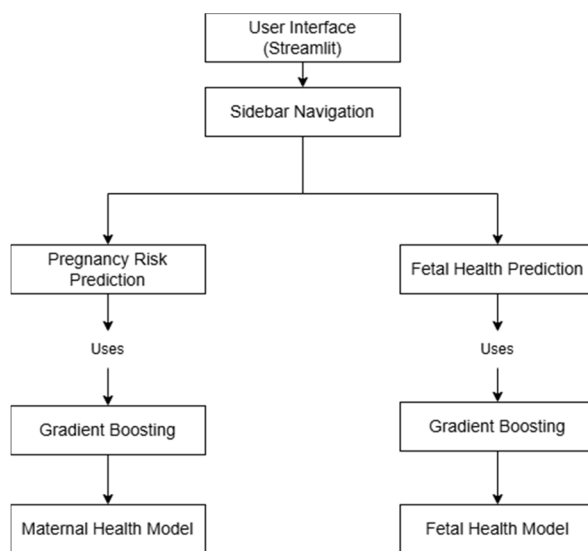 User Interface
(Streamlit)
Sidebar Navigation
Pregnancy Risk
Prediction
Fetal Health Prediction
Uses
Uses
Gradient Boosting
Gradient Boosting
Maternal Health Model
Fetal Health Model